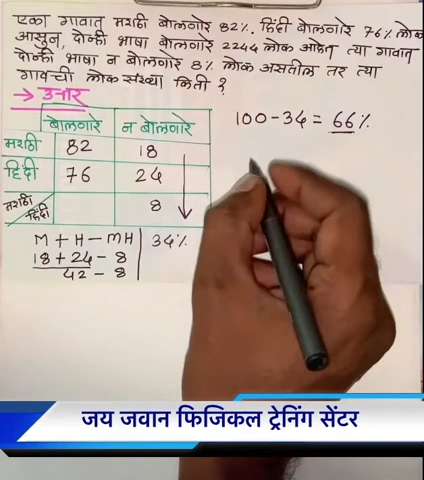 एका गावात मराठी बोलणारे 82%. हिंदी बोलणारे 76% लोक
आसुन, दोन्ही भाषा बोलणारे 2244 लोक आहेत त्या गावात
दोन्ही भाषा न बोलणारे 8% लोक असतील तर त्या
गावची लोक संख्या किती ?
→ उत्तर
बोलणारे न बोलणारे
मराठी 82 18
हिंदी 76 24
मराठी हिंदी 8
M + H - MH 34%
18 + 24 - 8
42 - 8
100 - 34 = 66%
जय जवान फिजिकल ट्रेनिंग सेंटर